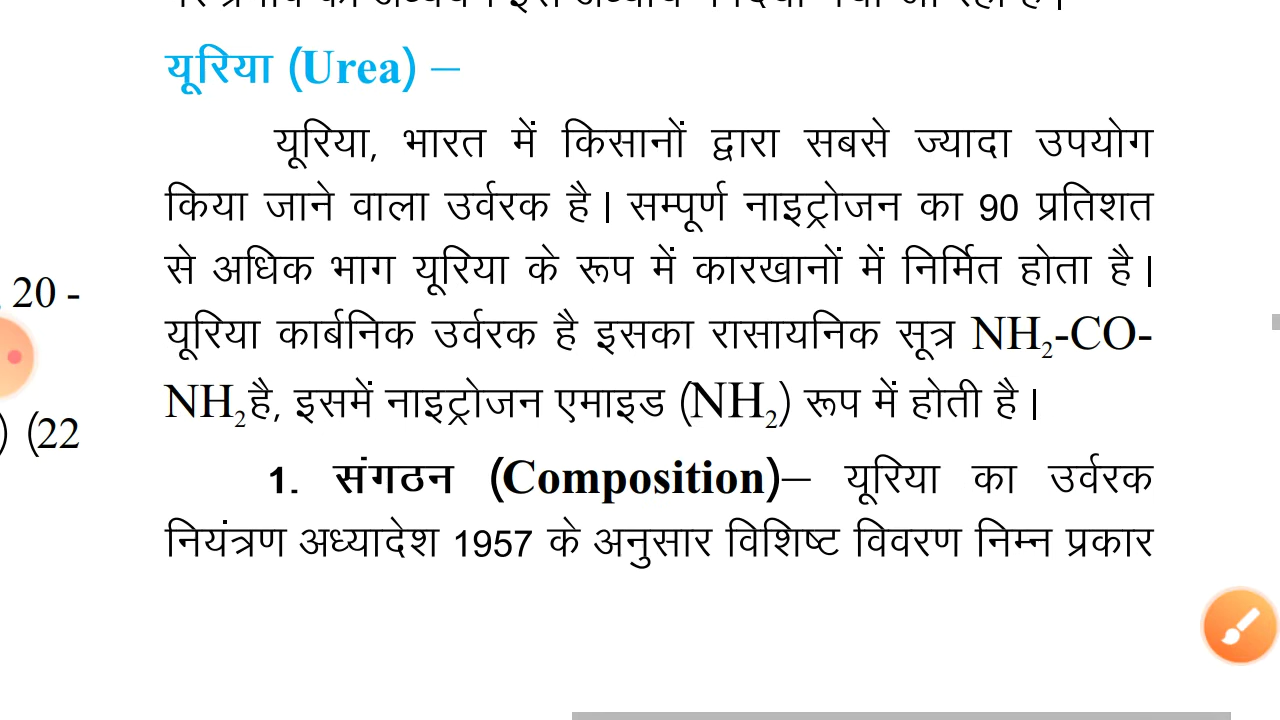 यूरिया (Urea) –
यूरिया, भारत में किसानों द्वारा सबसे ज्यादा उपयोग
किया जाने वाला उर्वरक है। सम्पूर्ण नाइट्रोजन का 90 प्रतिशत
से अधिक भाग यूरिया के रूप में कारखानों में निर्मित होता है।
20 -
यूरिया कार्बनिक उर्वरक है इसका रासायनिक सूत्र NH₂-CO-
NH₂है, इसमें नाइट्रोजन एमाइड (NH₂) रूप में होती है।
) (22
1. संगठन (Composition)– यूरिया का उर्वरक
नियंत्रण अध्यादेश 1957 के अनुसार विशिष्ट विवरण निम्न प्रकार